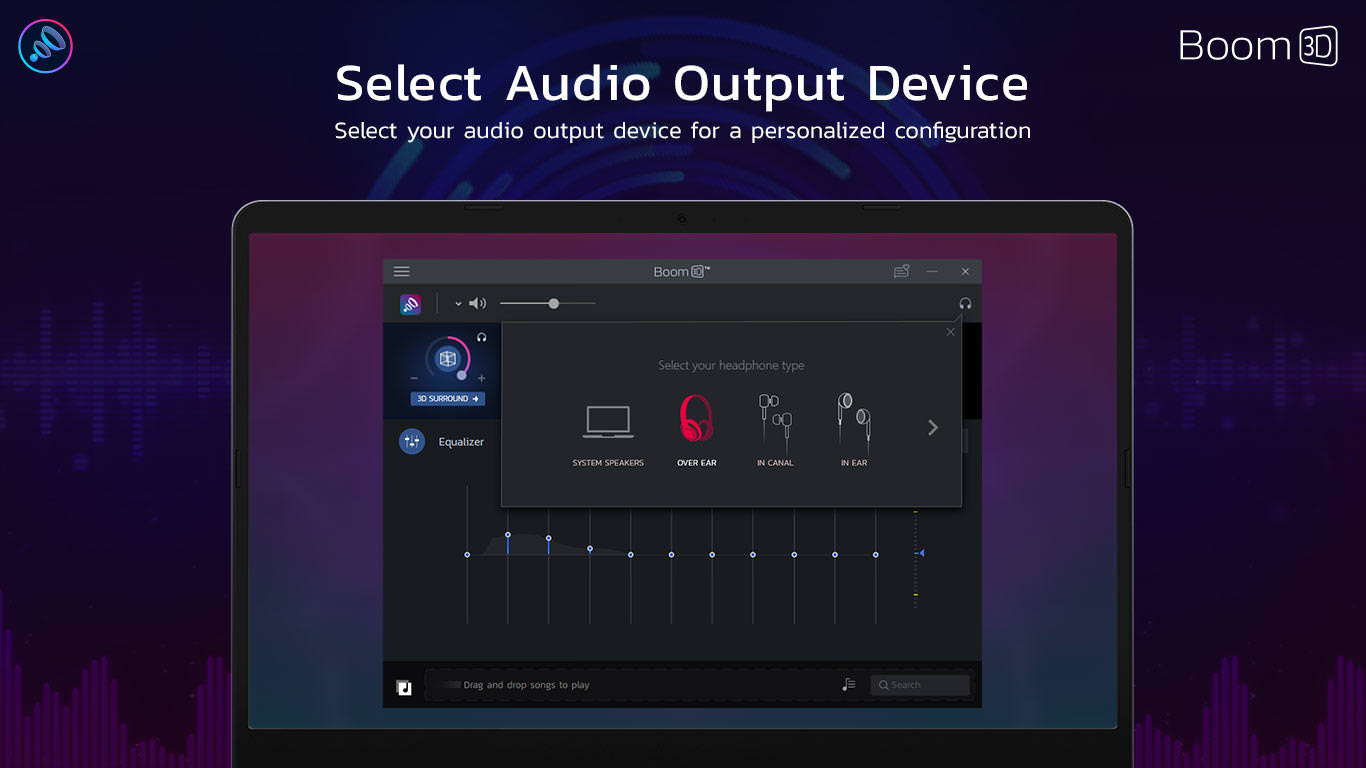 Boom 3D
Select Audio Output Device
Select your audio output device for a personalized configuration
Boom 3D™
Select your headphone type
3D SURROUND
SYSTEM SPEAKERS
OVER EAR
IN CANAL
IN EAR
Equalizer
Drag and drop songs to play
Search